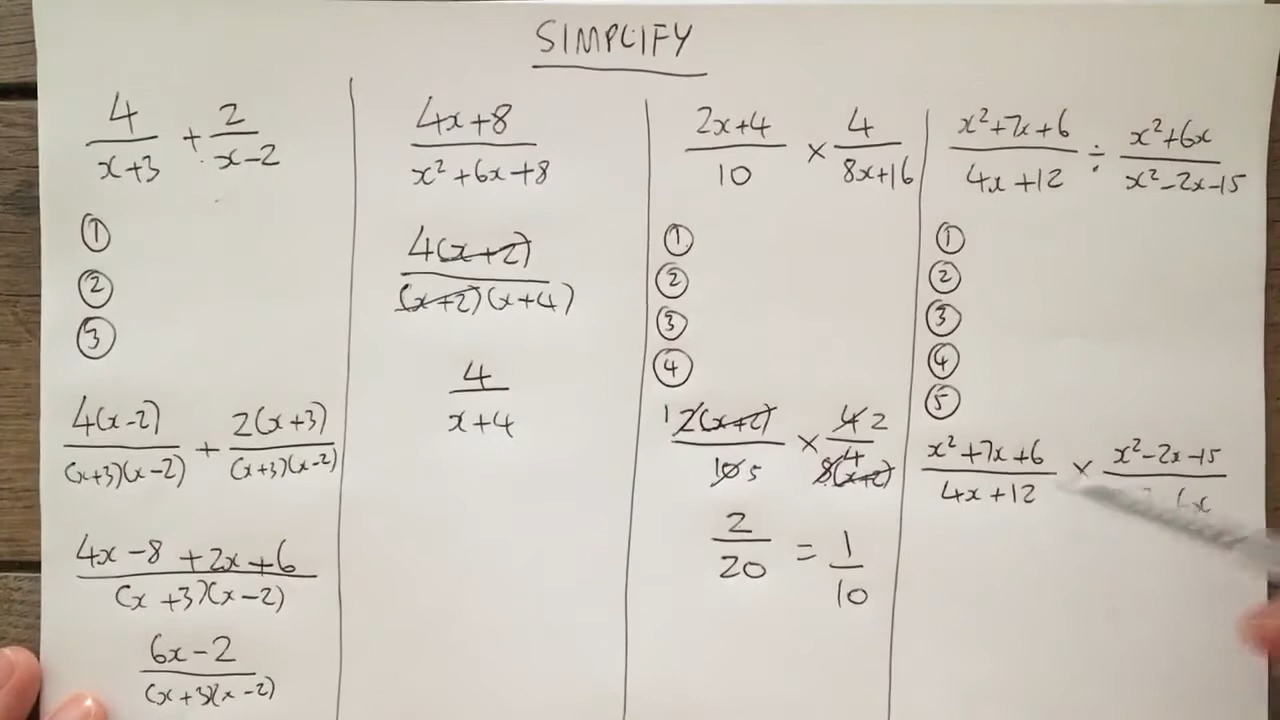 SIMPLIFY
4/(x+3) + 2/(x-2)
①
②
③
4(x-2)/((x+3)(x-2)) + 2(x+3)/((x+3)(x-2))
(4x-8+2x+6)/((x+3)(x-2))
(6x-2)/((x+3)(x-2))
(4x+8)/(x²+6x+8)
4(x+2)/((x+2)(x+4))
4/(x+4)
(2x+4)/10 × 4/(8x+16)
①
②
③
④
1 2(x+2)/(10 5) × 4 2/(8 4 (x+2))
2/20 = 1/10
(x²+7x+6)/(4x+12) ÷ (x²+6x)/(x²-2x-15)
①
②
③
④
⑤
(x²+7x+6)/(4x+12) × (x²-2x-15)/